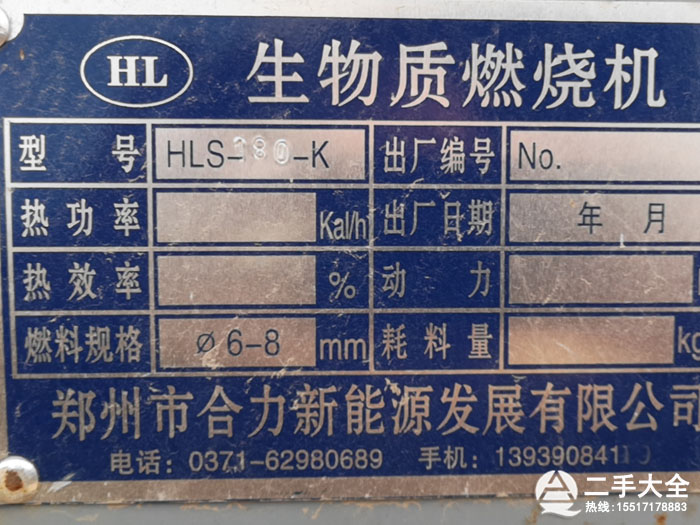 HL 生物质燃烧机
型号 HLS-180-K 出厂编号 No.
热功率 Kal/h 出厂日期 年 月
热效率 % 动力
燃料规格 ø6-8 mm 耗料量
郑州市合力新能源发展有限公司
电话：0371-62980689 手机：139390841
二手大全
热线:15517178883